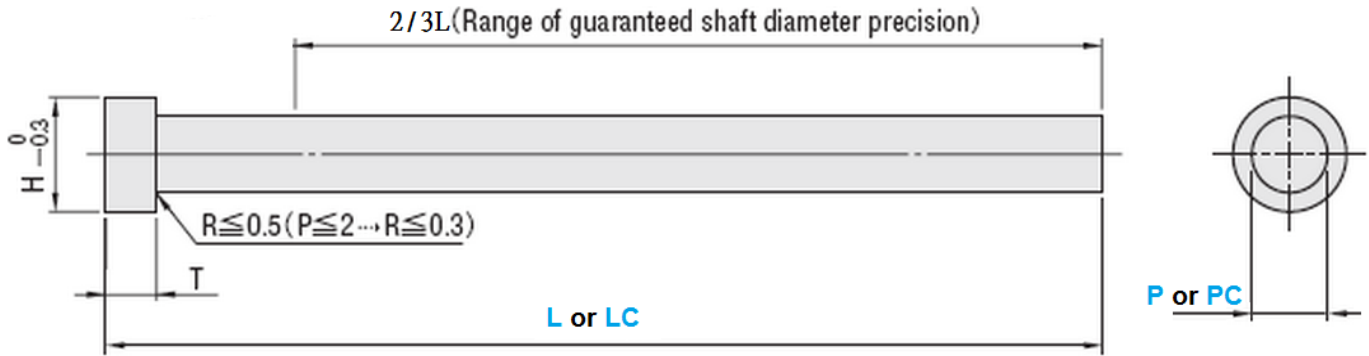 2/3L(Range of guaranteed shaft diameter precision)
H 0 -0.3
R≦0.5(P≦2···→R≦0.3)
T
L or LC
P or PC